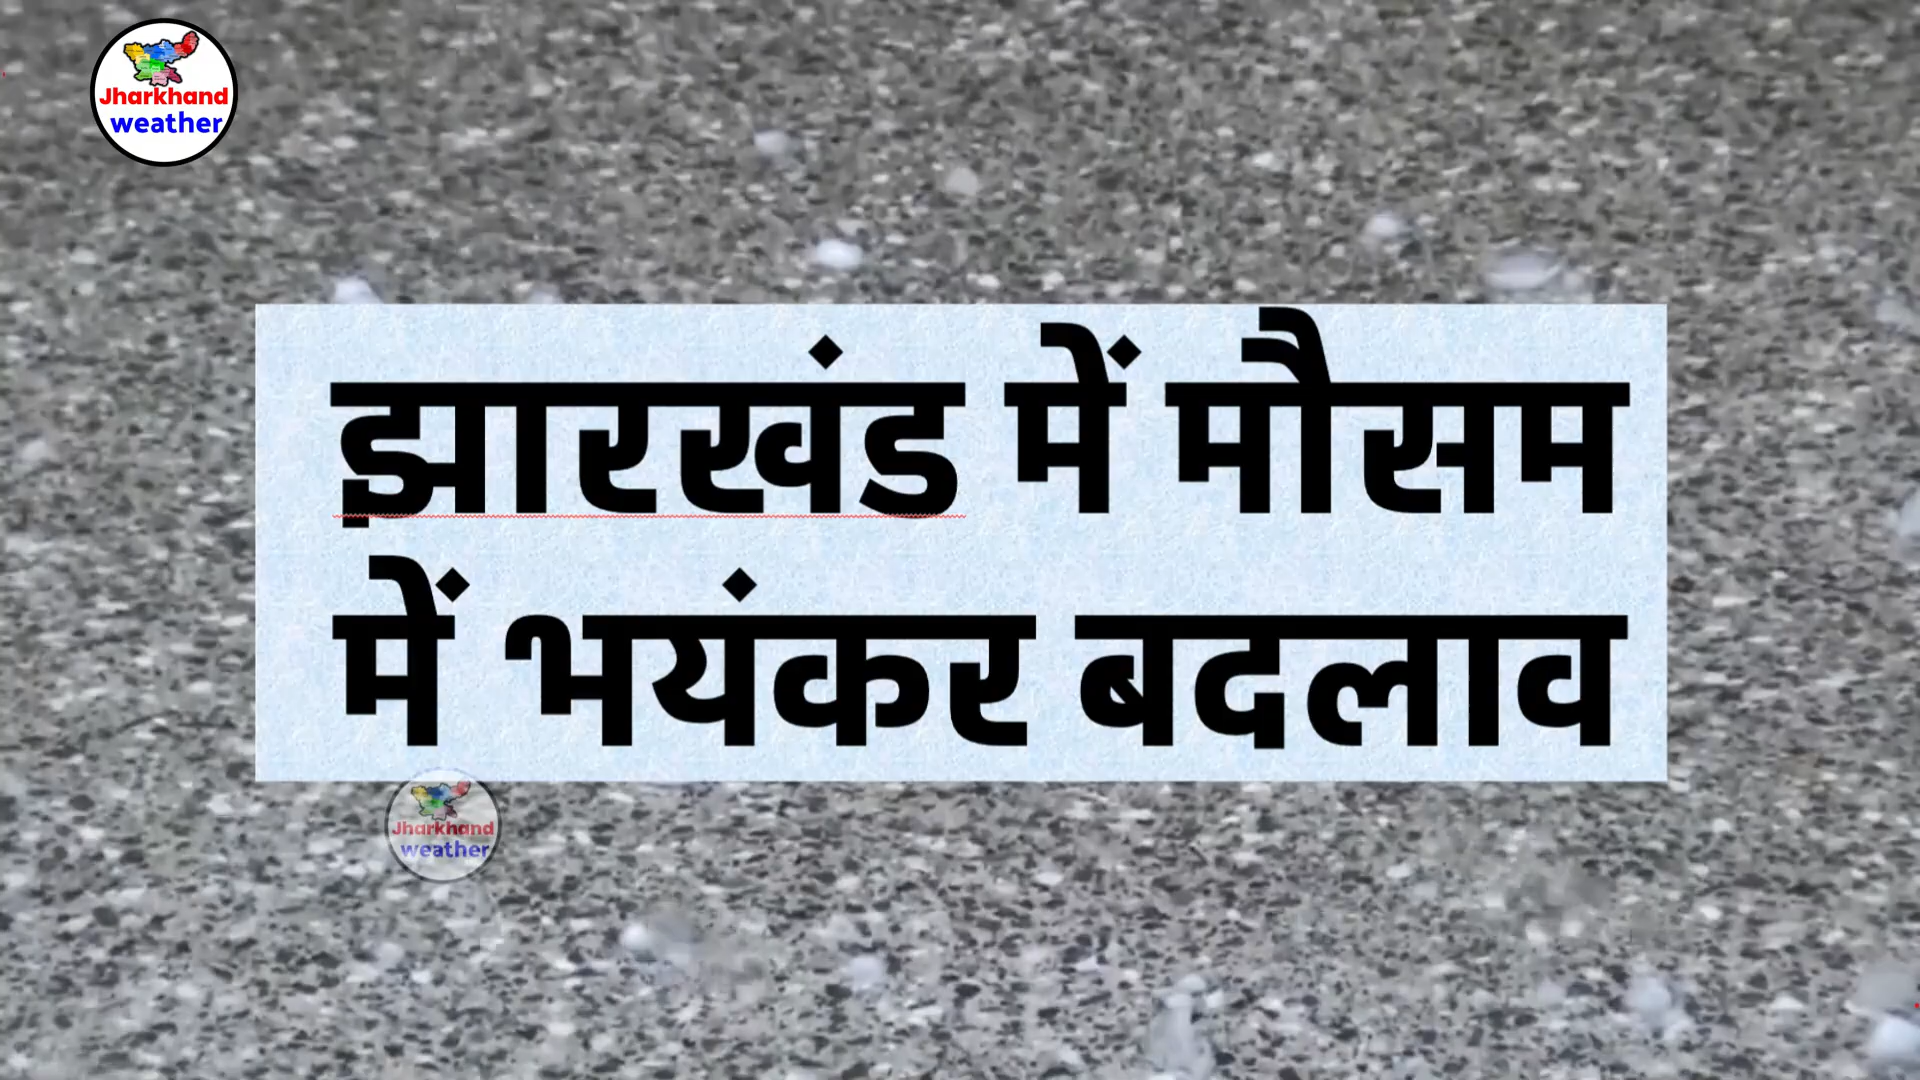 Jharkhand
weather
झारखंड में मौसम
में भयंकर बदलाव
Jharkhand
weather